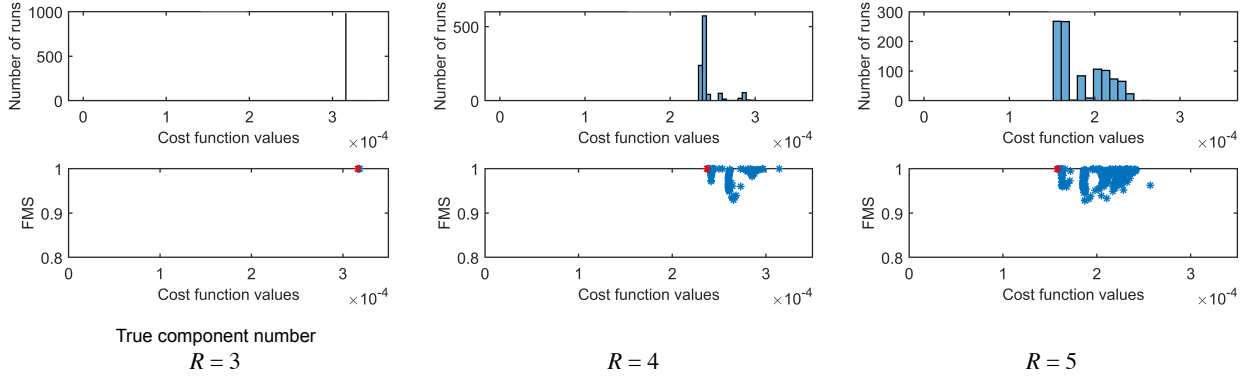 Number of runs
1000
500
0
0 1 2 3
Cost function values
×10-4
Number of runs
500
0
0 1 2 3
Cost function values
×10-4
Number of runs
300
200
100
0
0 1 2 3
Cost function values
×10-4
FMS
1
0.9
0.8
0 1 2 3
Cost function values
×10-4
FMS
1
0.9
0.8
0 1 2 3
Cost function values
×10-4
FMS
1
0.9
0.8
0 1 2 3
Cost function values
×10-4
True component number
R = 3
R = 4
R = 5